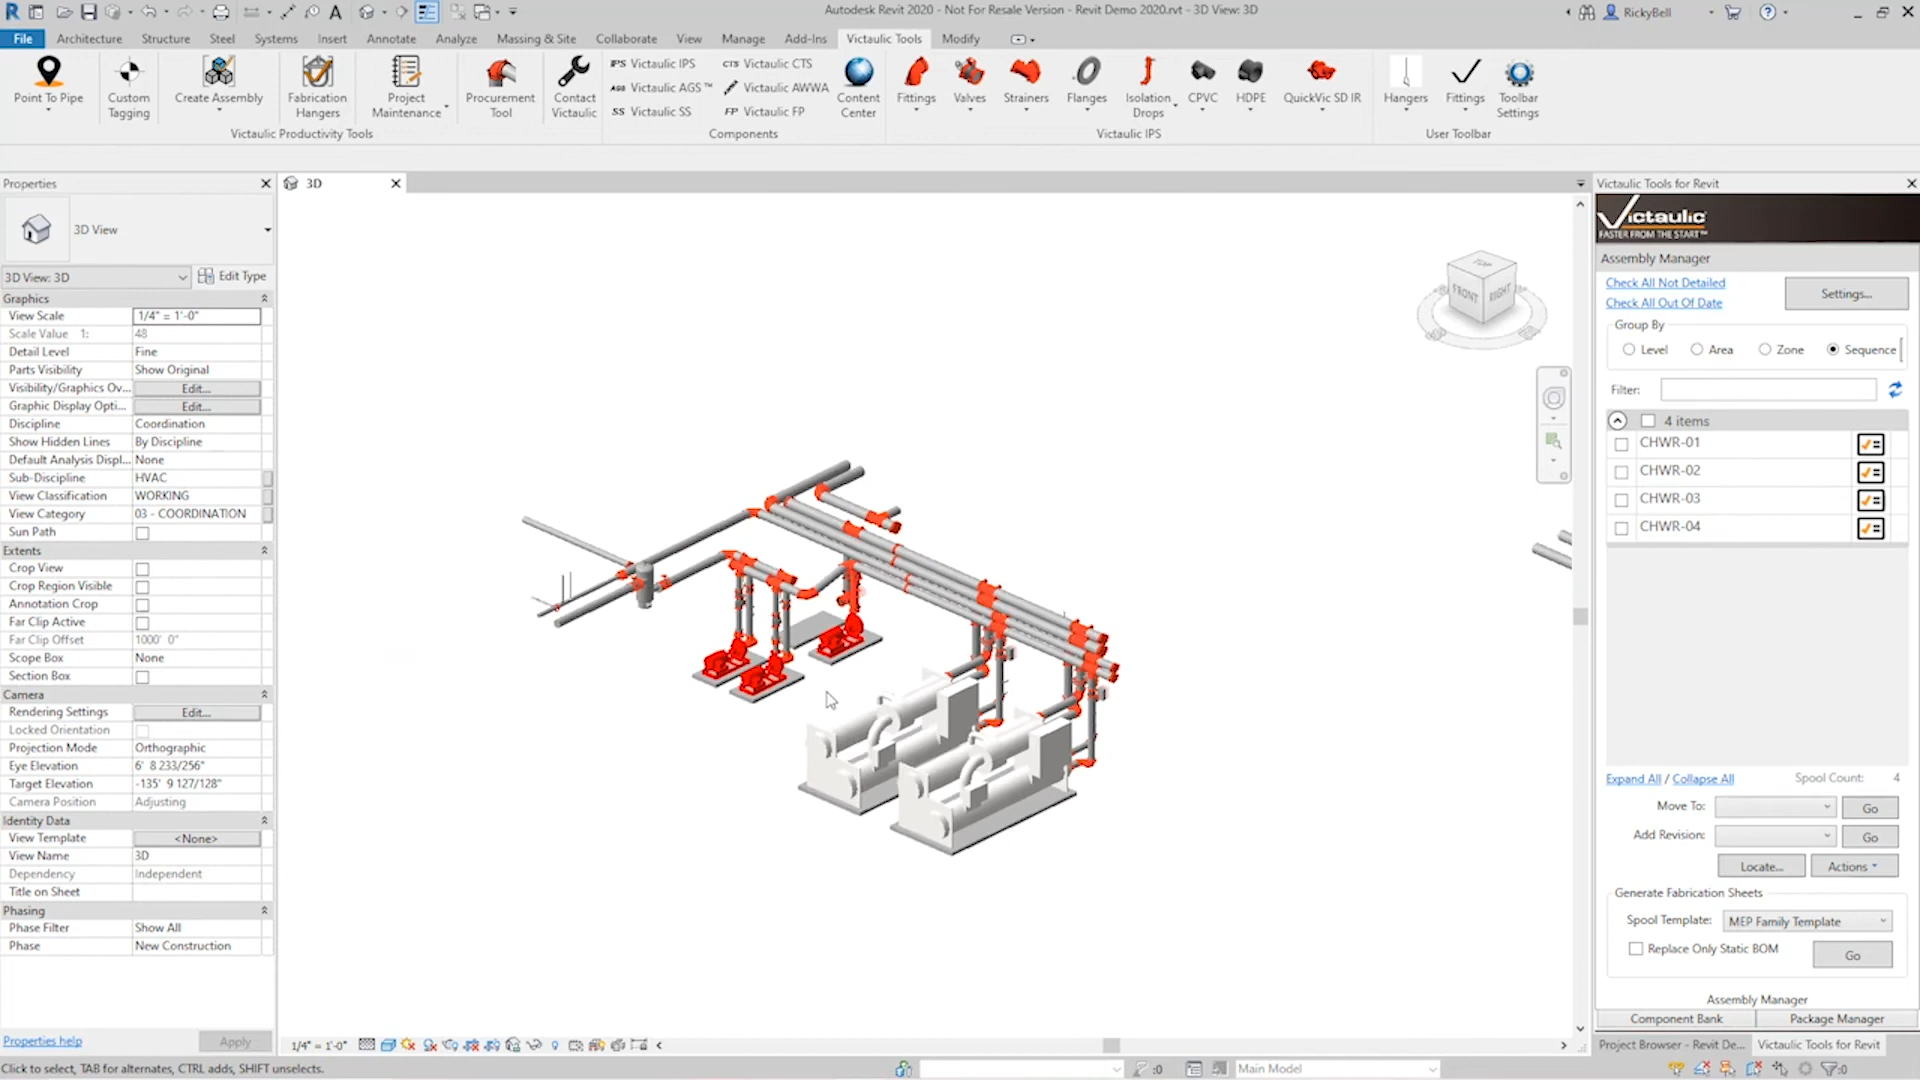 Autodesk Revit 2020 - Not For Resale Version - Revit Demo 2020.rvt - 3D View: 3D
RickyBell
File Architecture Structure Steel Systems Insert Annotate Analyze Massing & Site Collaborate View Manage Add-Ins Victaulic Tools Modify
Point To Pipe
Custom Tagging
Create Assembly
Fabrication Hangers
Project Maintenance
Procurement Tool
Contact Victaulic
IPS Victaulic IPS
AGS Victaulic AGS™
SS Victaulic SS
CTS Victaulic CTS
Victaulic AWWA
FP Victaulic FP
Content Center
Fittings
Valves
Strainers
Flanges
Isolation Drops
CPVC
HDPE
QuickVic SD IR
Hangers
Fittings
Toolbar Settings
Victaulic Productivity Tools
Components
Victaulic IPS
User Toolbar
Properties
3D View
3D View: 3D
Edit Type
Graphics
View Scale 1/4" = 1'-0"
Scale Value 1: 48
Detail Level Fine
Parts Visibility Show Original
Visibility/Graphics Ov... Edit...
Graphic Display Opti... Edit...
Discipline Coordination
Show Hidden Lines By Discipline
Default Analysis Displ... None
Sub-Discipline HVAC
View Classification WORKING
View Category 03 - COORDINATION
Sun Path
Extents
Crop View
Crop Region Visible
Annotation Crop
Far Clip Active
Far Clip Offset 1000' 0"
Scope Box None
Section Box
Camera
Rendering Settings Edit...
Locked Orientation
Projection Mode Orthographic
Eye Elevation 6' 8 233/256"
Target Elevation -135' 9 127/128"
Camera Position Adjusting
Identity Data
View Template <None>
View Name 3D
Dependency Independent
Title on Sheet
Phasing
Phase Filter Show All
Phase New Construction
Properties help
Apply
3D
TOP
FRONT
RIGHT
1/4" = 1'-0"
Victaulic Tools for Revit
Victaulic
FASTER FROM THE START™
Assembly Manager
Check All Not Detailed
Check All Out Of Date
Settings...
Group By
Level Area Zone Sequence
Filter:
4 items
CHWR-01
CHWR-02
CHWR-03
CHWR-04
Expand All / Collapse All
Spool Count: 4
Move To: Go
Add Revision: Go
Locate... Actions
Generate Fabrication Sheets
Spool Template: MEP Family Template
Replace Only Static BOM
Go
Assembly Manager
Component Bank
Package Manager
Project Browser - Revit De...
Victaulic Tools for Revit
Click to select, TAB for alternates, CTRL adds, SHIFT unselects.
:0
Main Model
:0